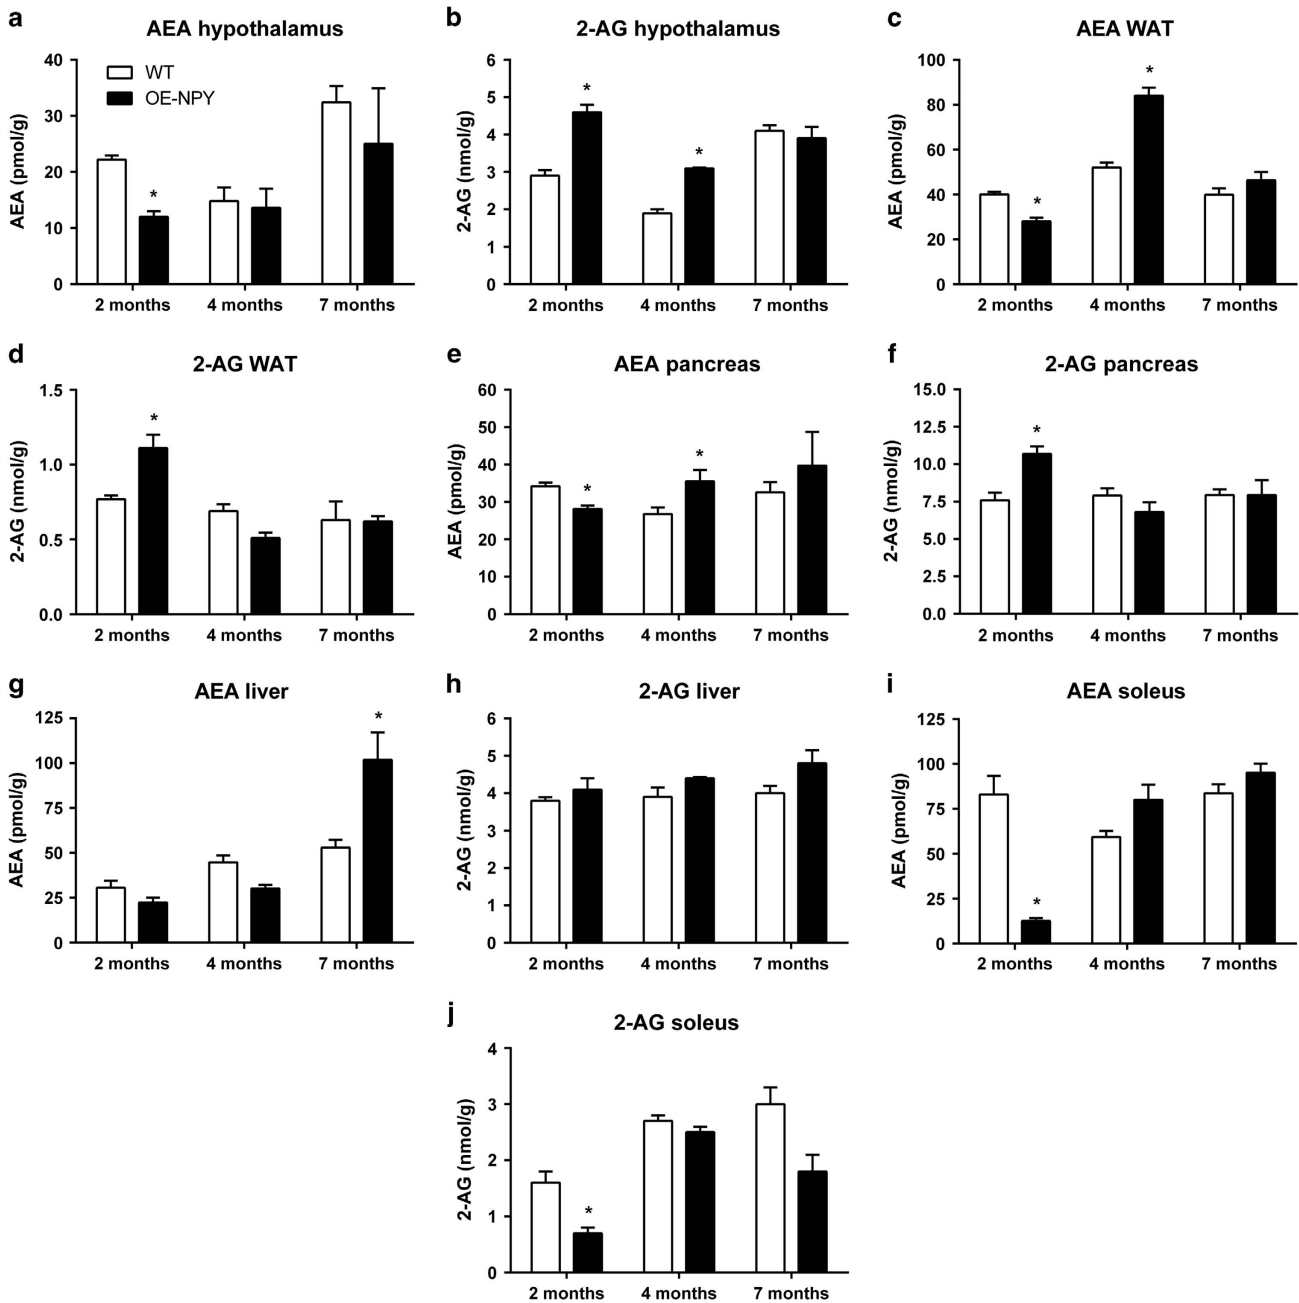 a
AEA hypothalamus
AEA (pmol/g)
40
30
20
10
0
WT
OE-NPY
*
2 months 4 months 7 months
b
2-AG hypothalamus
2-AG (nmol/g)
6
5
4
3
2
1
0
*
*
2 months 4 months 7 months
c
AEA WAT
AEA (pmol/g)
100
80
60
40
20
0
*
*
2 months 4 months 7 months
d
2-AG WAT
2-AG (nmol/g)
1.5
1.0
0.5
0.0
*
2 months 4 months 7 months
e
AEA pancreas
AEA (pmol/g)
60
50
40
30
20
10
0
*
*
2 months 4 months 7 months
f
2-AG pancreas
2-AG (nmol/g)
15.0
12.5
10.0
7.5
5.0
2.5
0.0
*
2 months 4 months 7 months
g
AEA liver
AEA (pmol/g)
125
100
75
50
25
0
*
2 months 4 months 7 months
h
2-AG liver
2-AG (nmol/g)
6
5
4
3
2
1
0
2 months 4 months 7 months
i
AEA soleus
AEA (pmol/g)
125
100
75
50
25
0
*
2 months 4 months 7 months
j
2-AG soleus
2-AG (nmol/g)
4
3
2
1
0
*
2 months 4 months 7 months